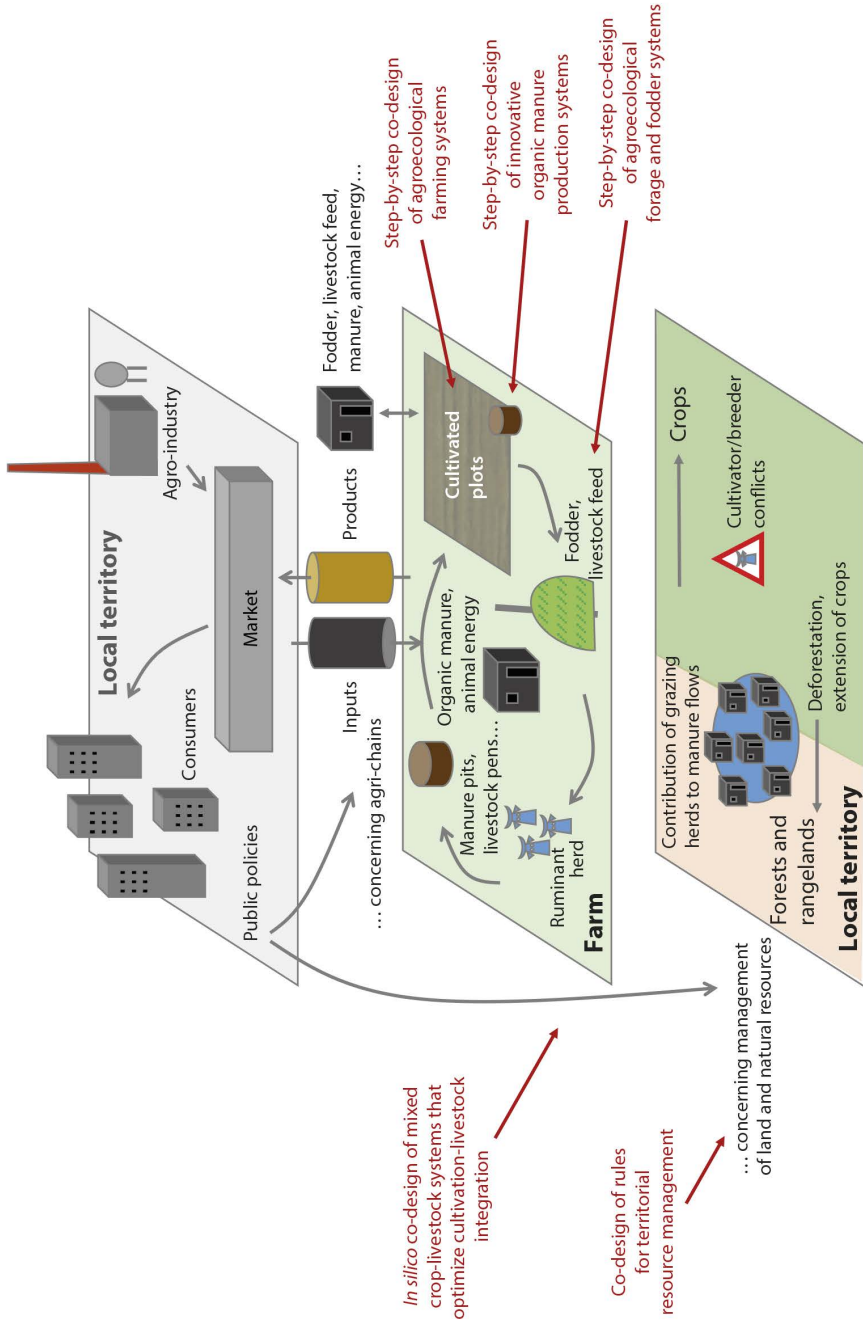 Local territory
Agro-industry
Market
Consumers
Public policies
Inputs
Products
… concerning agri-chains
Fodder, livestock feed,
manure, animal energy…
Cultivated
plots
Organic manure,
animal energy
Manure pits,
livestock pens…
Fodder,
livestock feed
Ruminant
herd
Farm
Step-by-step co-design
of agroecological
farming systems
Step-by-step co-design
of innovative
organic manure
production systems
Step-by-step co-design
of agroecological
forage and fodder systems
In silico co-design of mixed
crop-livestock systems that
optimize cultivation-livestock
integration
Co-design of rules
for territorial
resource management
… concerning management
of land and natural resources
Contribution of grazing
herds to manure flows
Crops
Cultivator/breeder
conflicts
Forests and
rangelands
Deforestation,
extension of crops
Local territory